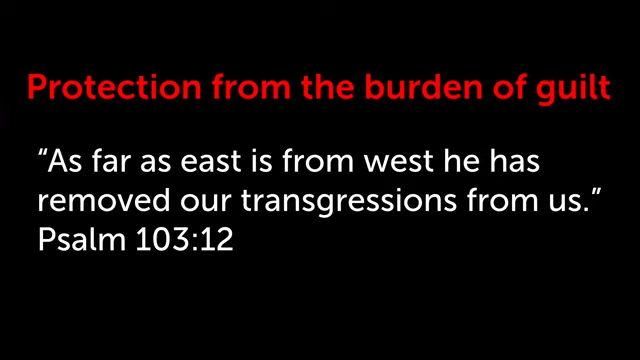 Protection from the burden of guilt
“As far as east is from west he has
removed our transgressions from us.”
Psalm 103:12